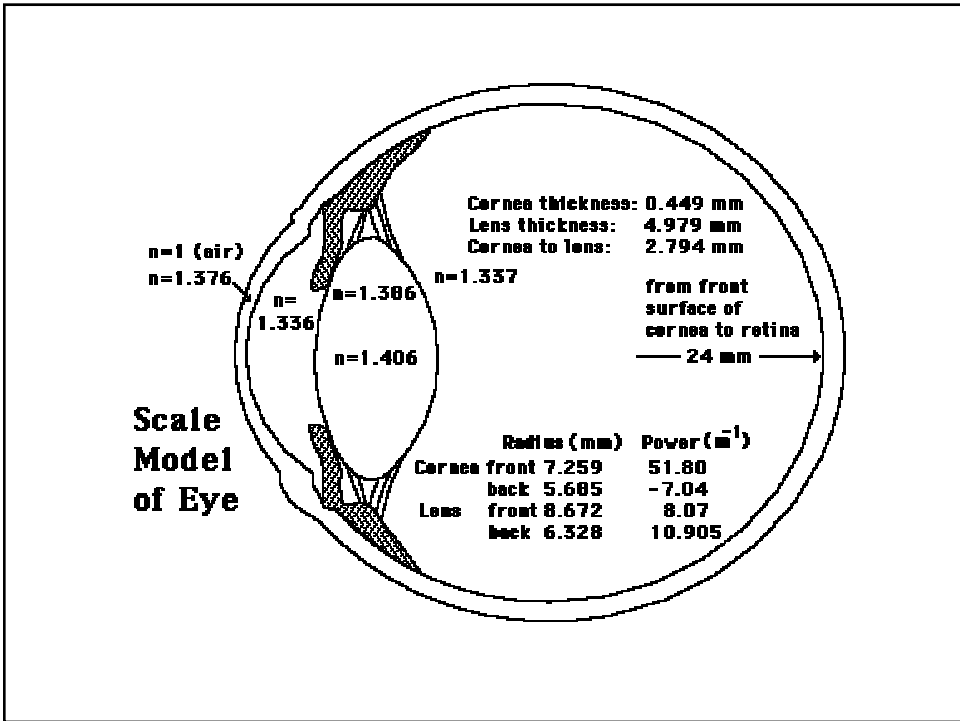 Cornea thickness: 0.449 mm
Lens thickness: 4.979 mm
Cornea to lens: 2.794 mm
n=1 (air)
n=1.376
n=
1.336
n=1.386
n=1.337
n=1.406
from front
surface of
cornea to retina
24 mm
Scale
Model
of Eye
Radius (mm) Power (m-1)
Cornea front 7.259 51.80
back 5.685 -7.04
Lens front 8.672 8.07
back 6.328 10.905